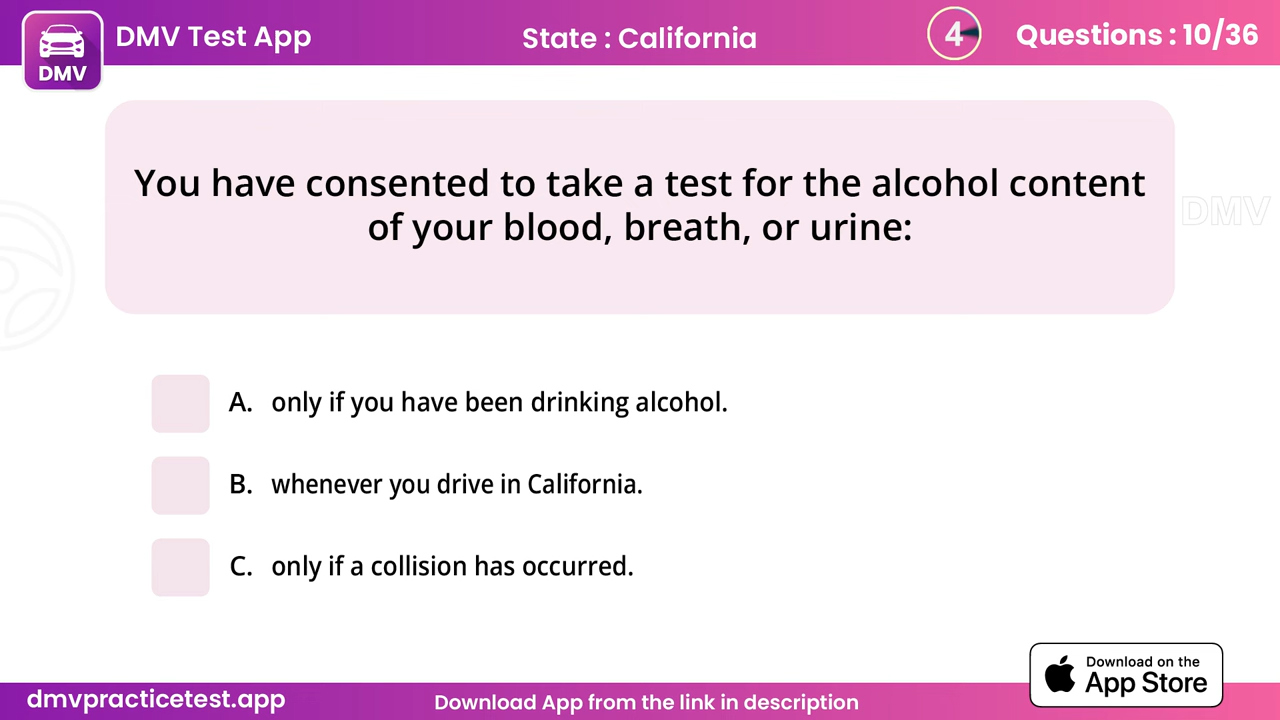 DMV Test App
DMV
State : California
4
Questions : 10/36
You have consented to take a test for the alcohol content
of your blood, breath, or urine:
DMV
A. only if you have been drinking alcohol.
B. whenever you drive in California.
C. only if a collision has occurred.
Download on the
App Store
dmvpracticetest.app
Download App from the link in description